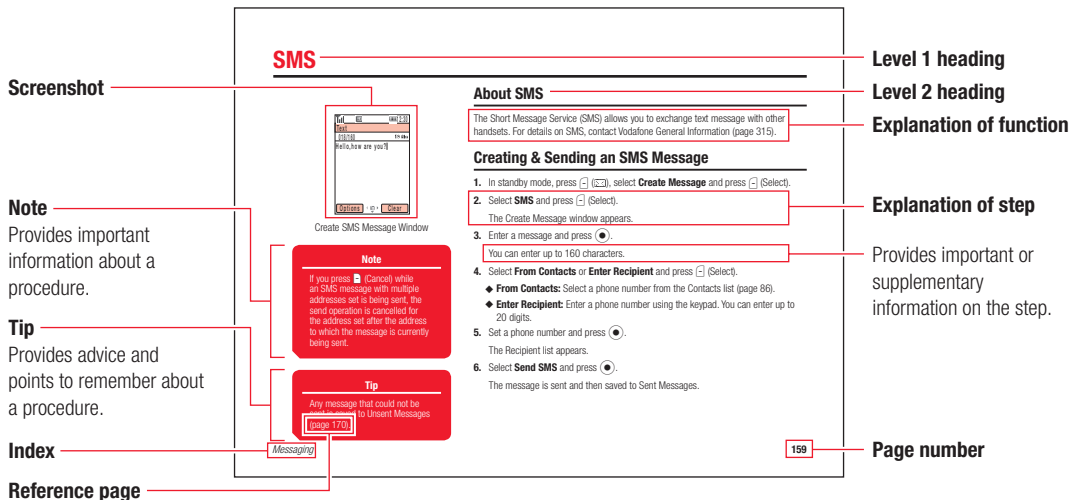 SMS
Level 1 heading
Screenshot
About SMS
Level 2 heading
The Short Message Service (SMS) allows you to exchange text message with other
handsets. For details on SMS, contact Vodafone General Information (page 315).
Explanation of function
Text
016/160
Hello,how are you?
Options
Clear
Create SMS Message Window
Creating & Sending an SMS Message
1. In standby mode, press (), select Create Message and press (Select).
2. Select SMS and press (Select).
The Create Message window appears.
Explanation of step
3. Enter a message and press .
You can enter up to 160 characters.
Provides important or
supplementary
information on the step.
4. Select From Contacts or Enter Recipient and press (Select).
◆ From Contacts: Select a phone number from the Contacts list (page 86).
◆ Enter Recipient: Enter a phone number using the keypad. You can enter up to
20 digits.
5. Set a phone number and press .
The Recipient list appears.
6. Select Send SMS and press .
The message is sent and then saved to Sent Messages.
Note
Provides important
information about a
procedure.
Note
If you press (Cancel) while
an SMS message with multiple
addresses set is being sent, the
send operation is cancelled for
the address set after the address
to which the message is currently
being sent.
Tip
Provides advice and
points to remember about
a procedure.
Tip
Any message that could not be
sent is saved to Unsent Messages
(page 170).
Index
Messaging
159
Page number
Reference page